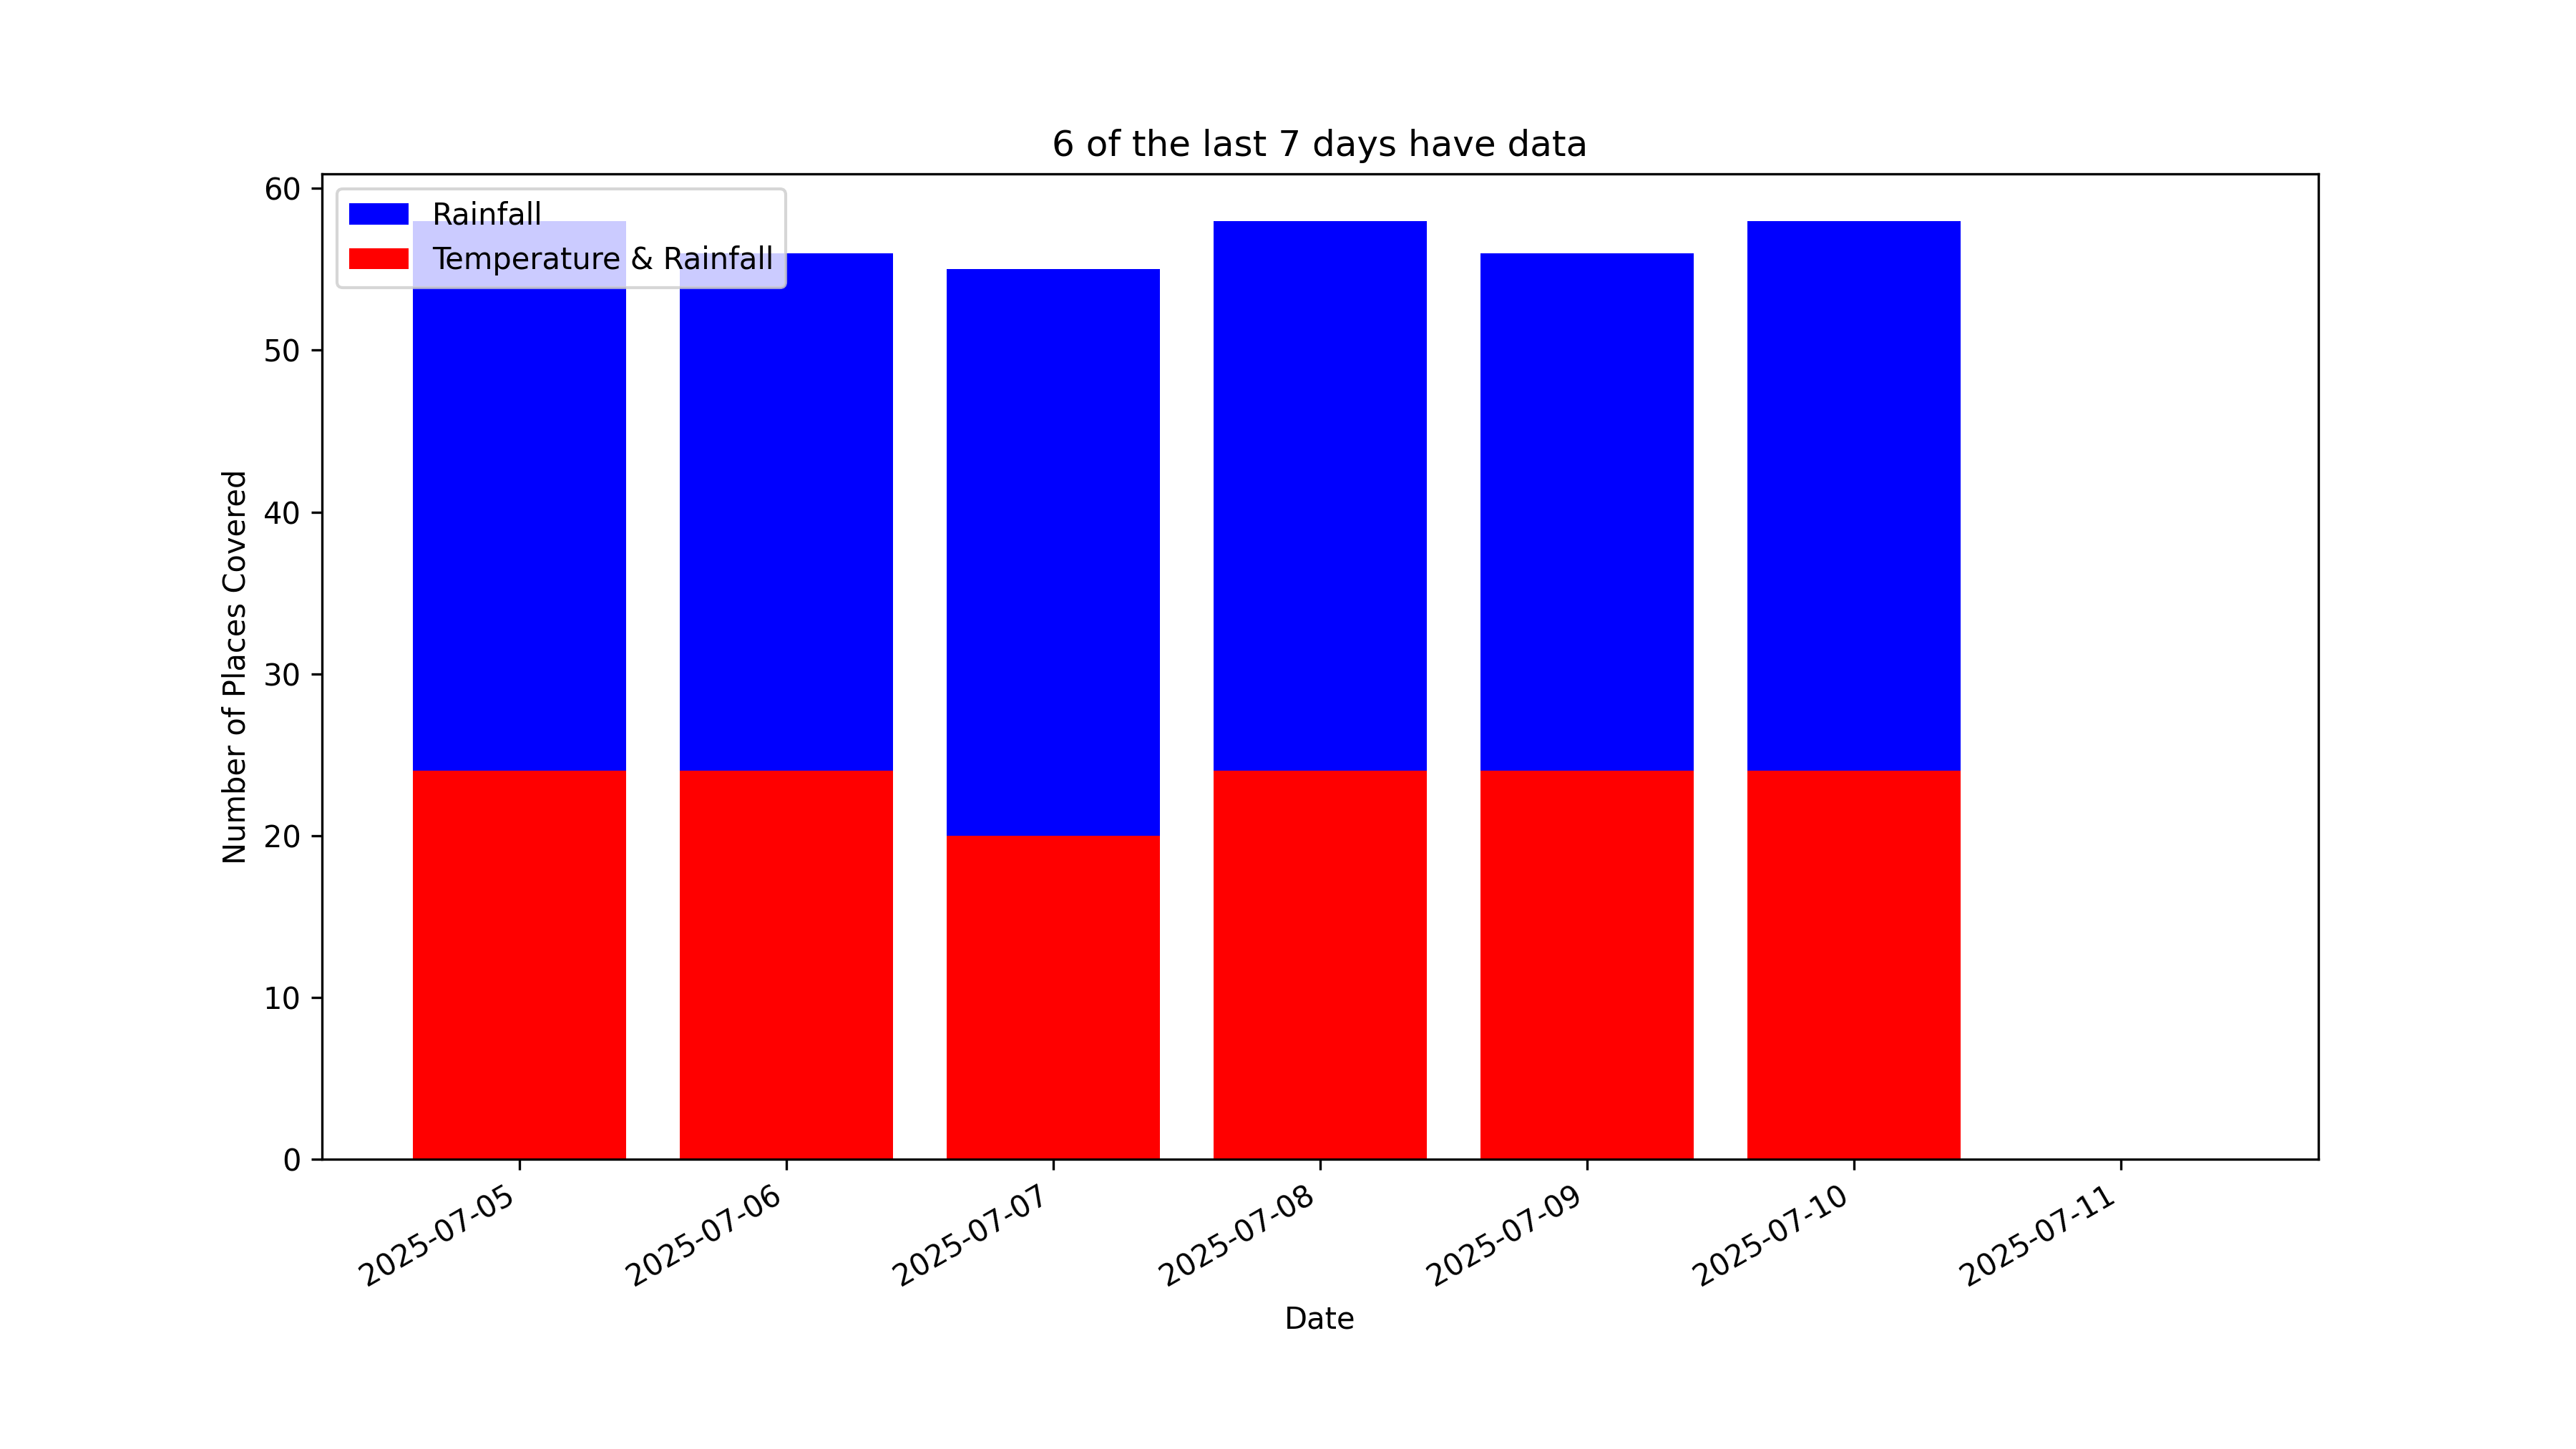 6 of the last 7 days have data
Rainfall
Temperature & Rainfall
Number of Places Covered
60
50
40
30
20
10
0
2025-07-05
2025-07-06
2025-07-07
2025-07-08
2025-07-09
2025-07-10
2025-07-11
Date